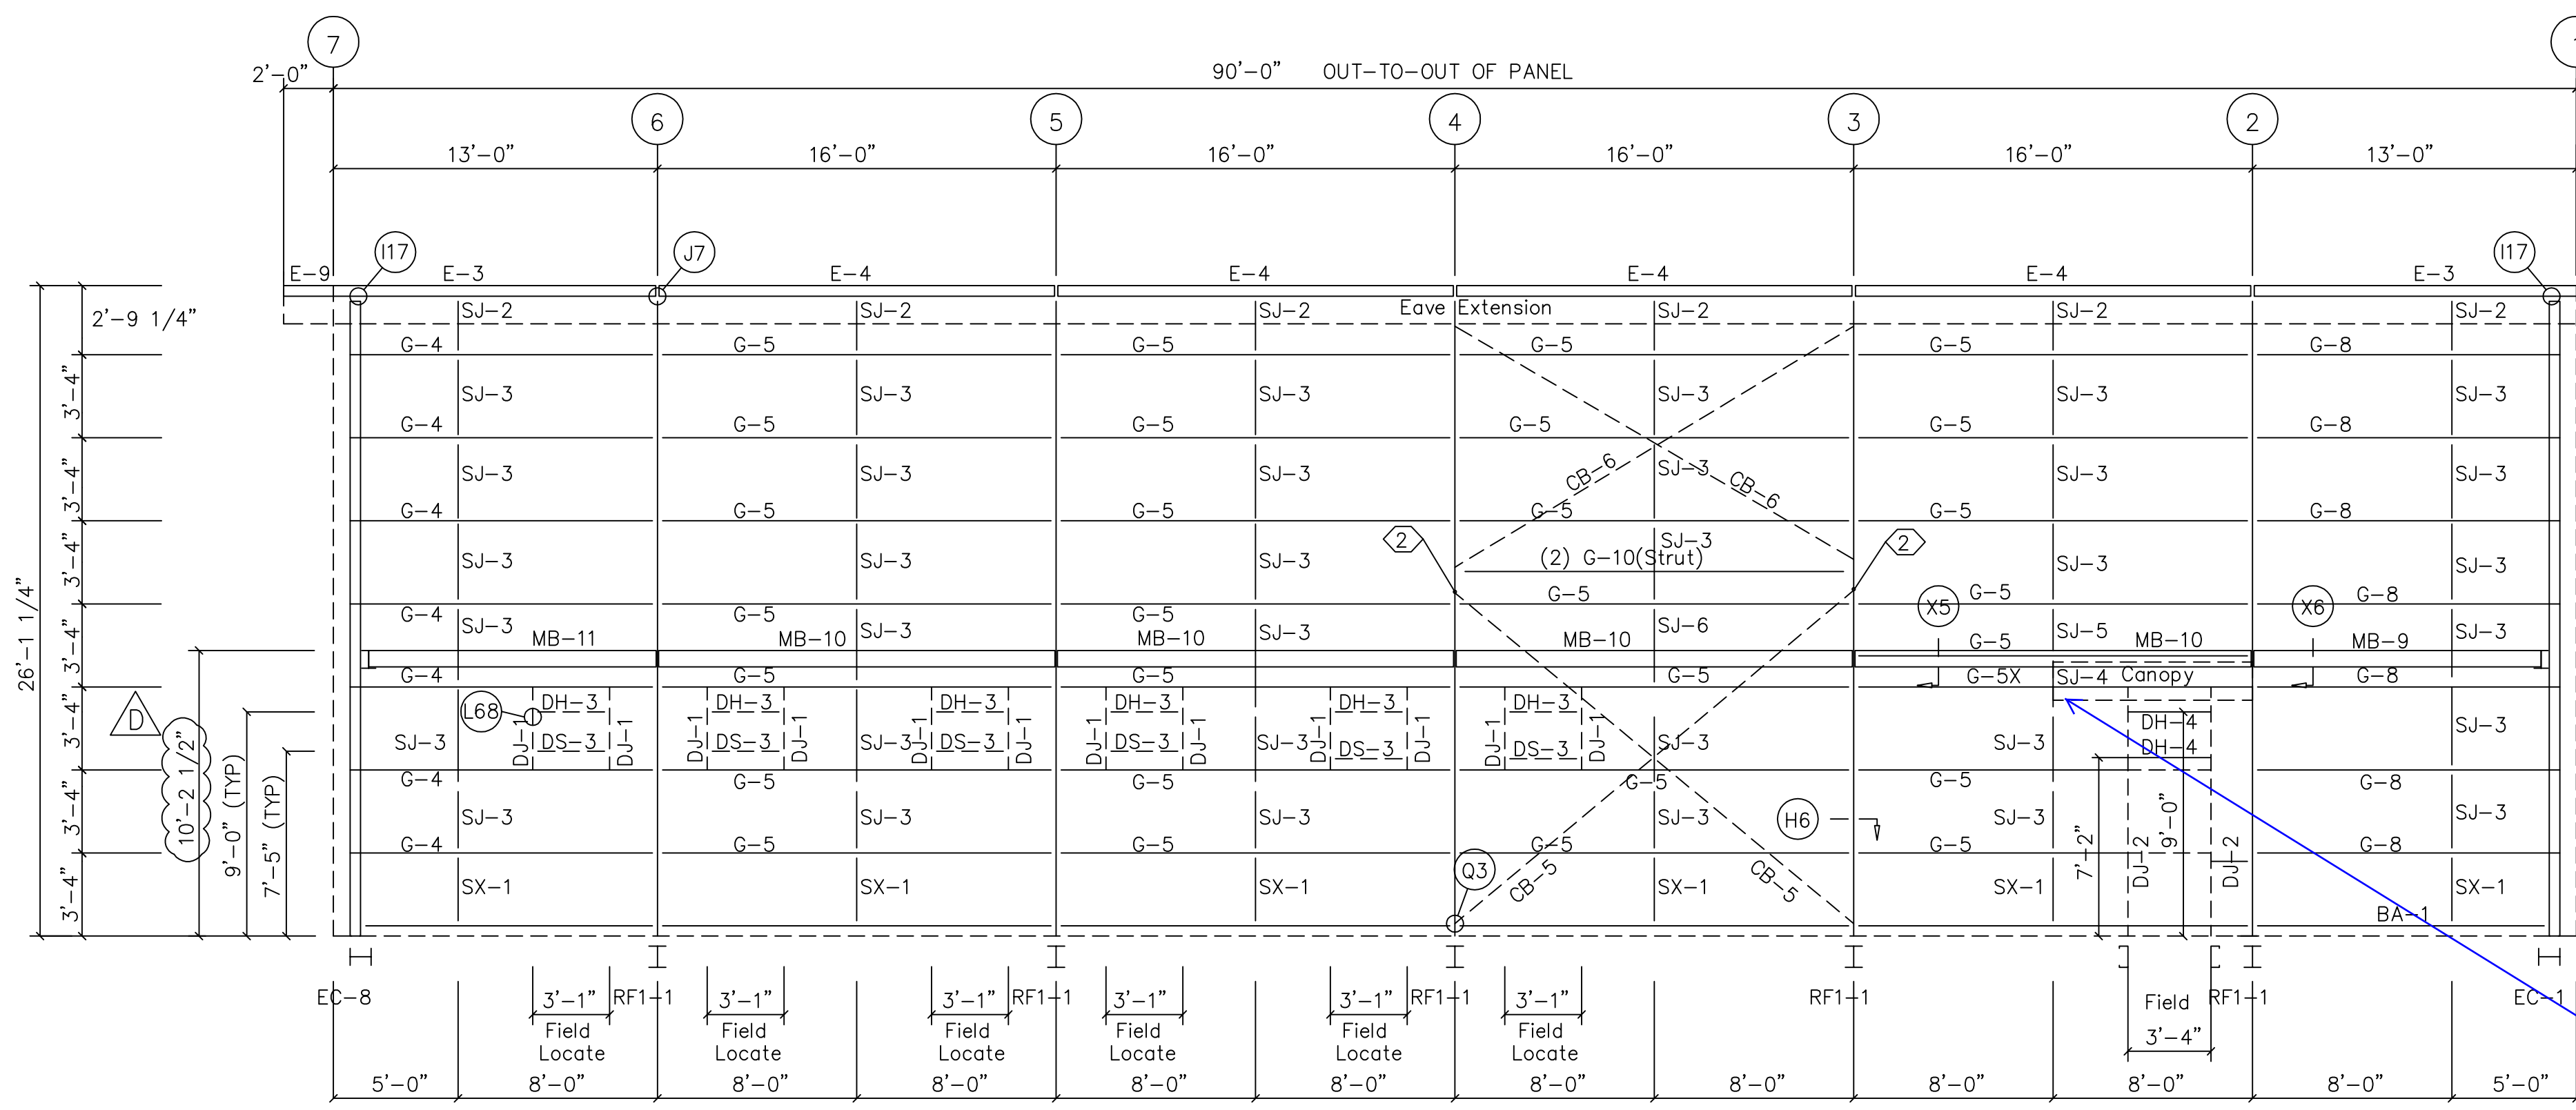 7
2'-0" 90'-0" OUT-TO-OUT OF PANEL
6 5 4 3 2
13'-0" 16'-0" 16'-0" 16'-0" 16'-0" 13'-0"
I17 J7 I17
E-9 E-3 E-4 E-4 E-4 E-4 E-3
2'-9 1/4" SJ-2 SJ-2 SJ-2 Eave Extension SJ-2 SJ-2 SJ-2
G-4 G-5 G-5 G-5 G-5 G-8
3'-4" SJ-3 SJ-3 SJ-3 SJ-3 SJ-3 SJ-3
G-4 G-5 G-5 G-5 G-5 G-8
3'-4" SJ-3 SJ-3 SJ-3 CB-6 SJ-3 CB-6 SJ-3 SJ-3
G-4 G-5 G-5 G-5 G-5 G-8
2 2
3'-4" SJ-3 SJ-3 SJ-3 SJ-3 SJ-3 SJ-3
(2) G-10(Strut)
26'-1 1/4"
G-4 G-5 G-5 G-5 X5 G-5 X6 G-8
3'-4" SJ-3 MB-11 MB-10 SJ-3 MB-10 SJ-3 MB-10 SJ-6 G-5 SJ-5 MB-10 MB-9 SJ-3
G-4 G-5 G-5 G-5 G-5X SJ-4 Canopy G-8
D L68 DH-3 DH-3 DH-3 DH-3 DH-3 DH-3 DH-4 SJ-3
3'-4" SJ-3 DJ-1 DS-3 DJ-1 DJ-1 DS-3 DJ-1 SJ-3 DJ-1 DS-3 DJ-1 DJ-1 DS-3 DJ-1 SJ-3 DJ-1 DS-3 DJ-1 DJ-1 DS-3 DJ-1 SJ-3 SJ-3 DH-4
10'-2 1/2" 9'-0" (TYP) 7'-5" (TYP)
G-4 G-5 G-5 G-5 G-5 G-8
3'-4" SJ-3 SJ-3 SJ-3 SJ-3 H6 SJ-3 9'-0" SJ-3
G-4 G-5 G-5 G-5 G-5 7'-2" DJ-2 DJ-2 G-8
3'-4" SX-1 SX-1 SX-1 Q3 CB-5 SX-1 CB-5 SX-1 SX-1
BA-1
EC-8 3'-1" RF1-1 3'-1" 3'-1" RF1-1 3'-1" 3'-1" RF1-1 3'-1" RF1-1 Field RF1-1 EC-1
Field Field Field Field Field Field 3'-4"
Locate Locate Locate Locate Locate Locate
5'-0" 8'-0" 8'-0" 8'-0" 8'-0" 8'-0" 8'-0" 8'-0" 8'-0" 8'-0" 8'-0" 5'-0"